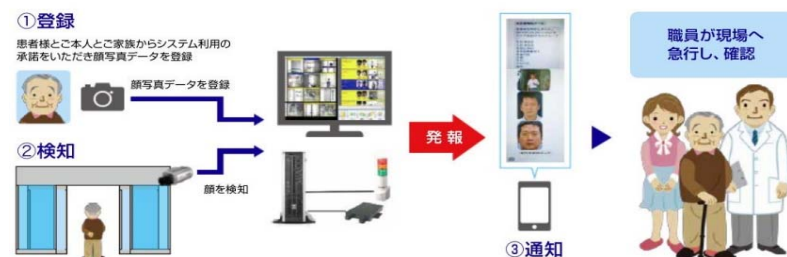 ①登録
患者様とご本人とご家族からシステム利用の
承諾をいただき顔写真データを登録
顔写真データを登録
②検知
顔を検知
発報
③通知
職員が現場へ
急行し、確認